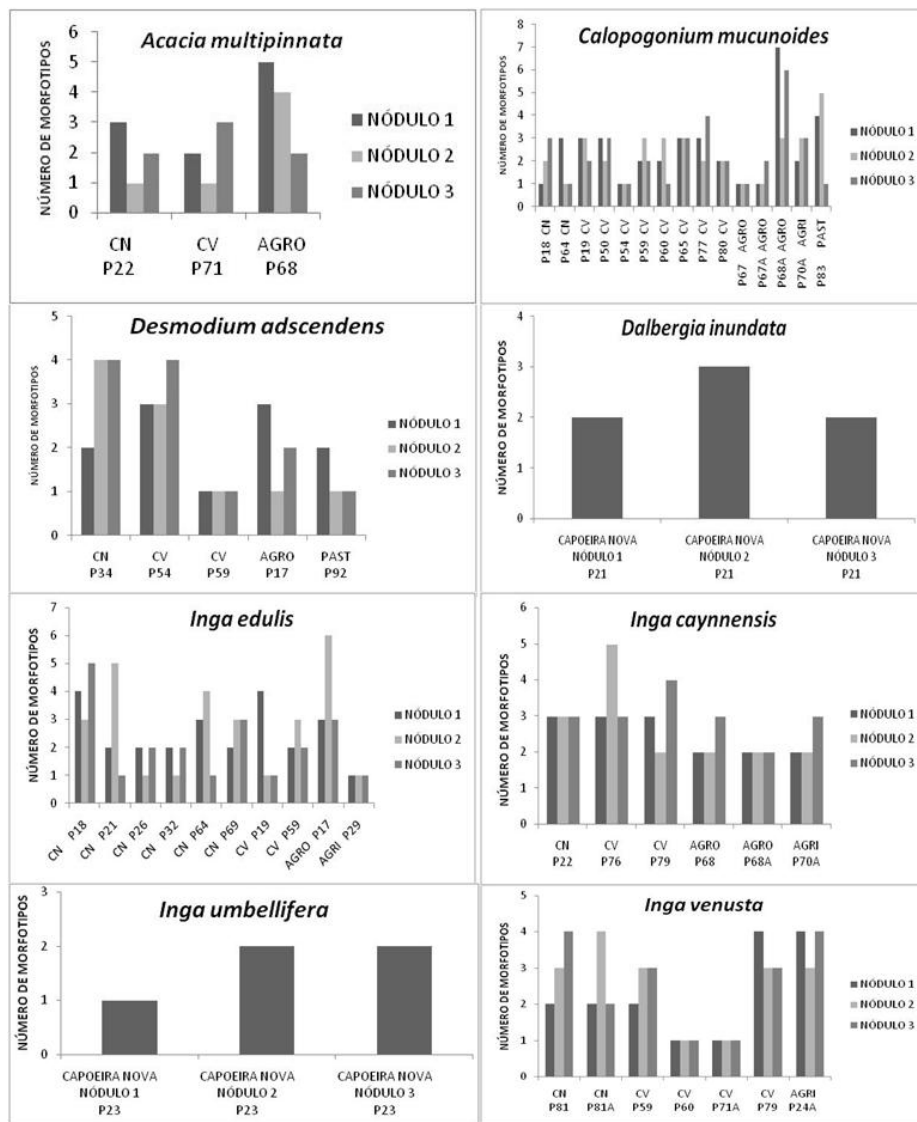 Acacia multipinnata
NÚMERO DE MORFOTIPOS
6
5
4
3
2
1
0
CN CV AGRO
P22 P71 P68
NÓDULO 1
NÓDULO 2
NÓDULO 3
Calopogonium mucunoides
NÚMERO DE MORFOTIPOS
8
7
6
5
4
3
2
1
0
P18 CN
P64 CN
P19 CV
P50 CV
P54 CV
P59 CV
P60 CV
P65 CV
P77 CV
P80 CV
P67 AGRO
P67A AGRO
P68A AGRO
P70A AGRI
P83 PAST
NÓDULO 1
NÓDULO 2
NÓDULO 3
Desmodium adscendens
NÚMERO DE MORFOTIPOS
5
4
3
2
1
0
CN CV CV AGRO PAST
P34 P54 P59 P17 P92
NÓDULO 1
NÓDULO 2
NÓDULO 3
Dalbergia inundata
NÚMERO DE MORFOTIPOS
4
3
2
1
0
CAPOEIRA NOVA CAPOEIRA NOVA CAPOEIRA NOVA
NÓDULO 1 NÓDULO 2 NÓDULO 3
P21 P21 P21
Inga edulis
NÚMERO DE MORFOTIPOS
7
6
5
4
3
2
1
0
CN P18
CN P21
CN P26
CN P32
CN P64
CN P69
CV P19
CV P59
AGRO P17
AGRI P29
NÓDULO 1
NÓDULO 2
NÓDULO 3
Inga caynnensis
NÚMERO DE MORFOTIPOS
6
5
4
3
2
1
0
CN CV CV AGRO AGRO AGRI
P22 P76 P79 P68 P68A P70A
NÓDULO 1
NÓDULO 2
NÓDULO 3
Inga umbellifera
NÚMERO DE MORFOTIPOS
3
2
1
0
CAPOEIRA NOVA CAPOEIRA NOVA CAPOEIRA NOVA
NÓDULO 1 NÓDULO 2 NÓDULO 3
P23 P23 P23
Inga venusta
NÚMERO DE MORFOTIPOS
5
4
3
2
1
0
CN CN CV CV CV CV AGRI
P81 P81A P59 P60 P71A P79 P24A
NÓDULO 1
NÓDULO 2
NÓDULO 3